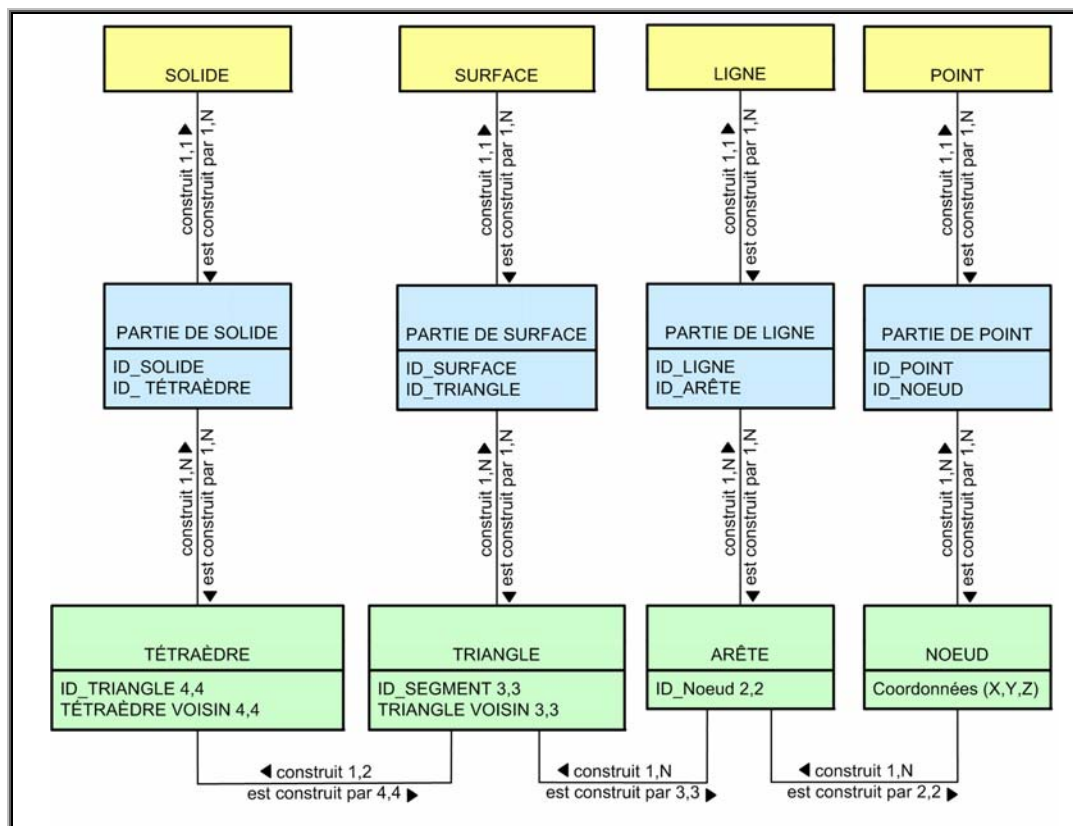 SOLIDE
SURFACE
LIGNE
POINT
construit 1,1
est construit par 1,N
construit 1,1
est construit par 1,N
construit 1,1
est construit par 1,N
construit 1,1
est construit par 1,N
PARTIE DE SOLIDE
ID_SOLIDE
ID_ TÉTRAÈDRE
PARTIE DE SURFACE
ID_SURFACE
ID_TRIANGLE
PARTIE DE LIGNE
ID_LIGNE
ID_ARÊTE
PARTIE DE POINT
ID_POINT
ID_NOEUD
construit 1,N
est construit par 1,N
construit 1,N
est construit par 1,N
construit 1,N
est construit par 1,N
construit 1,N
est construit par 1,N
TÉTRAÈDRE
ID_TRIANGLE 4,4
TÉTRAÈDRE VOISIN 4,4
TRIANGLE
ID_SEGMENT 3,3
TRIANGLE VOISIN 3,3
ARÊTE
ID_Noeud 2,2
NOEUD
Coordonnées (X,Y,Z)
construit 1,2
est construit par 4,4
construit 1,N
est construit par 3,3
construit 1,N
est construit par 2,2